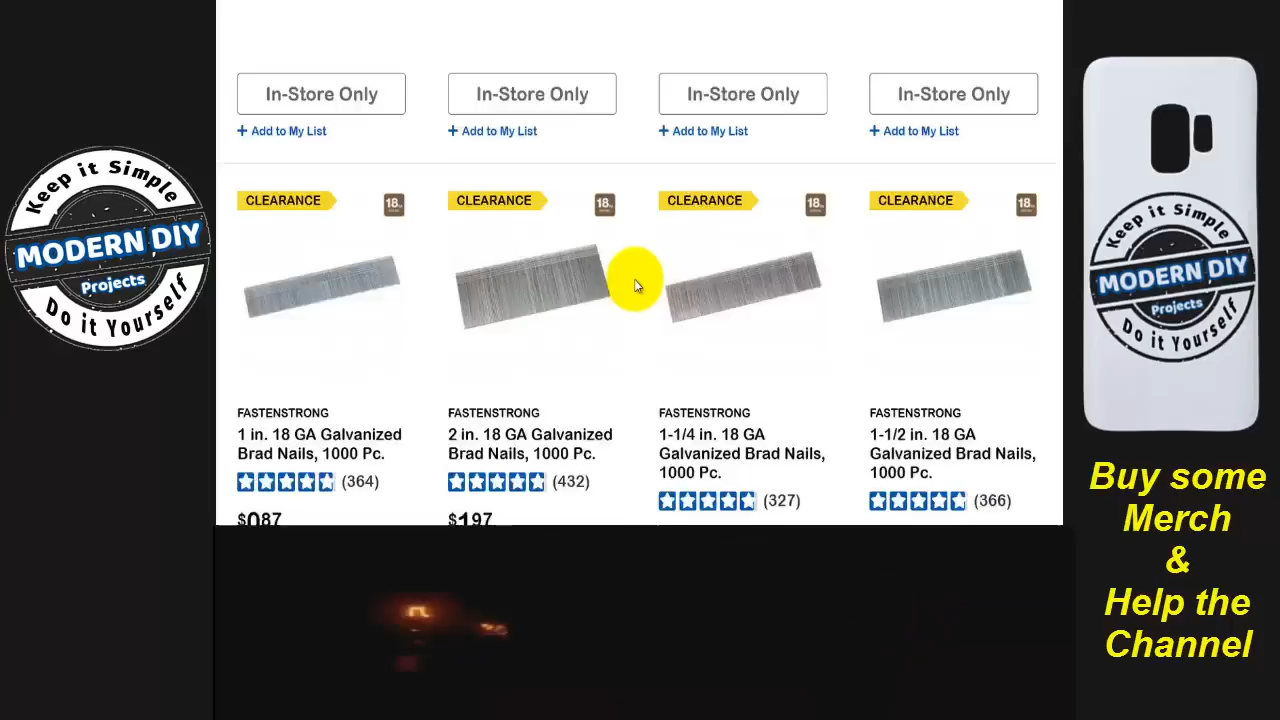 In-Store Only
In-Store Only
In-Store Only
In-Store Only
+ Add to My List
+ Add to My List
+ Add to My List
+ Add to My List
CLEARANCE
18
CLEARANCE
18
CLEARANCE
18
CLEARANCE
18
FASTENSTRONG
1 in. 18 GA Galvanized
Brad Nails, 1000 Pc.
(364)
$0.87
FASTENSTRONG
2 in. 18 GA Galvanized
Brad Nails, 1000 Pc.
(432)
$1.97
FASTENSTRONG
1-1/4 in. 18 GA
Galvanized Brad Nails,
1000 Pc.
(327)
FASTENSTRONG
1-1/2 in. 18 GA
Galvanized Brad Nails,
1000 Pc.
(366)
Keep it Simple
MODERN DIY
Projects
Do it Yourself
Keep it Simple
MODERN DIY
Projects
Do it Yourself
Buy some
Merch
&
Help the
Channel